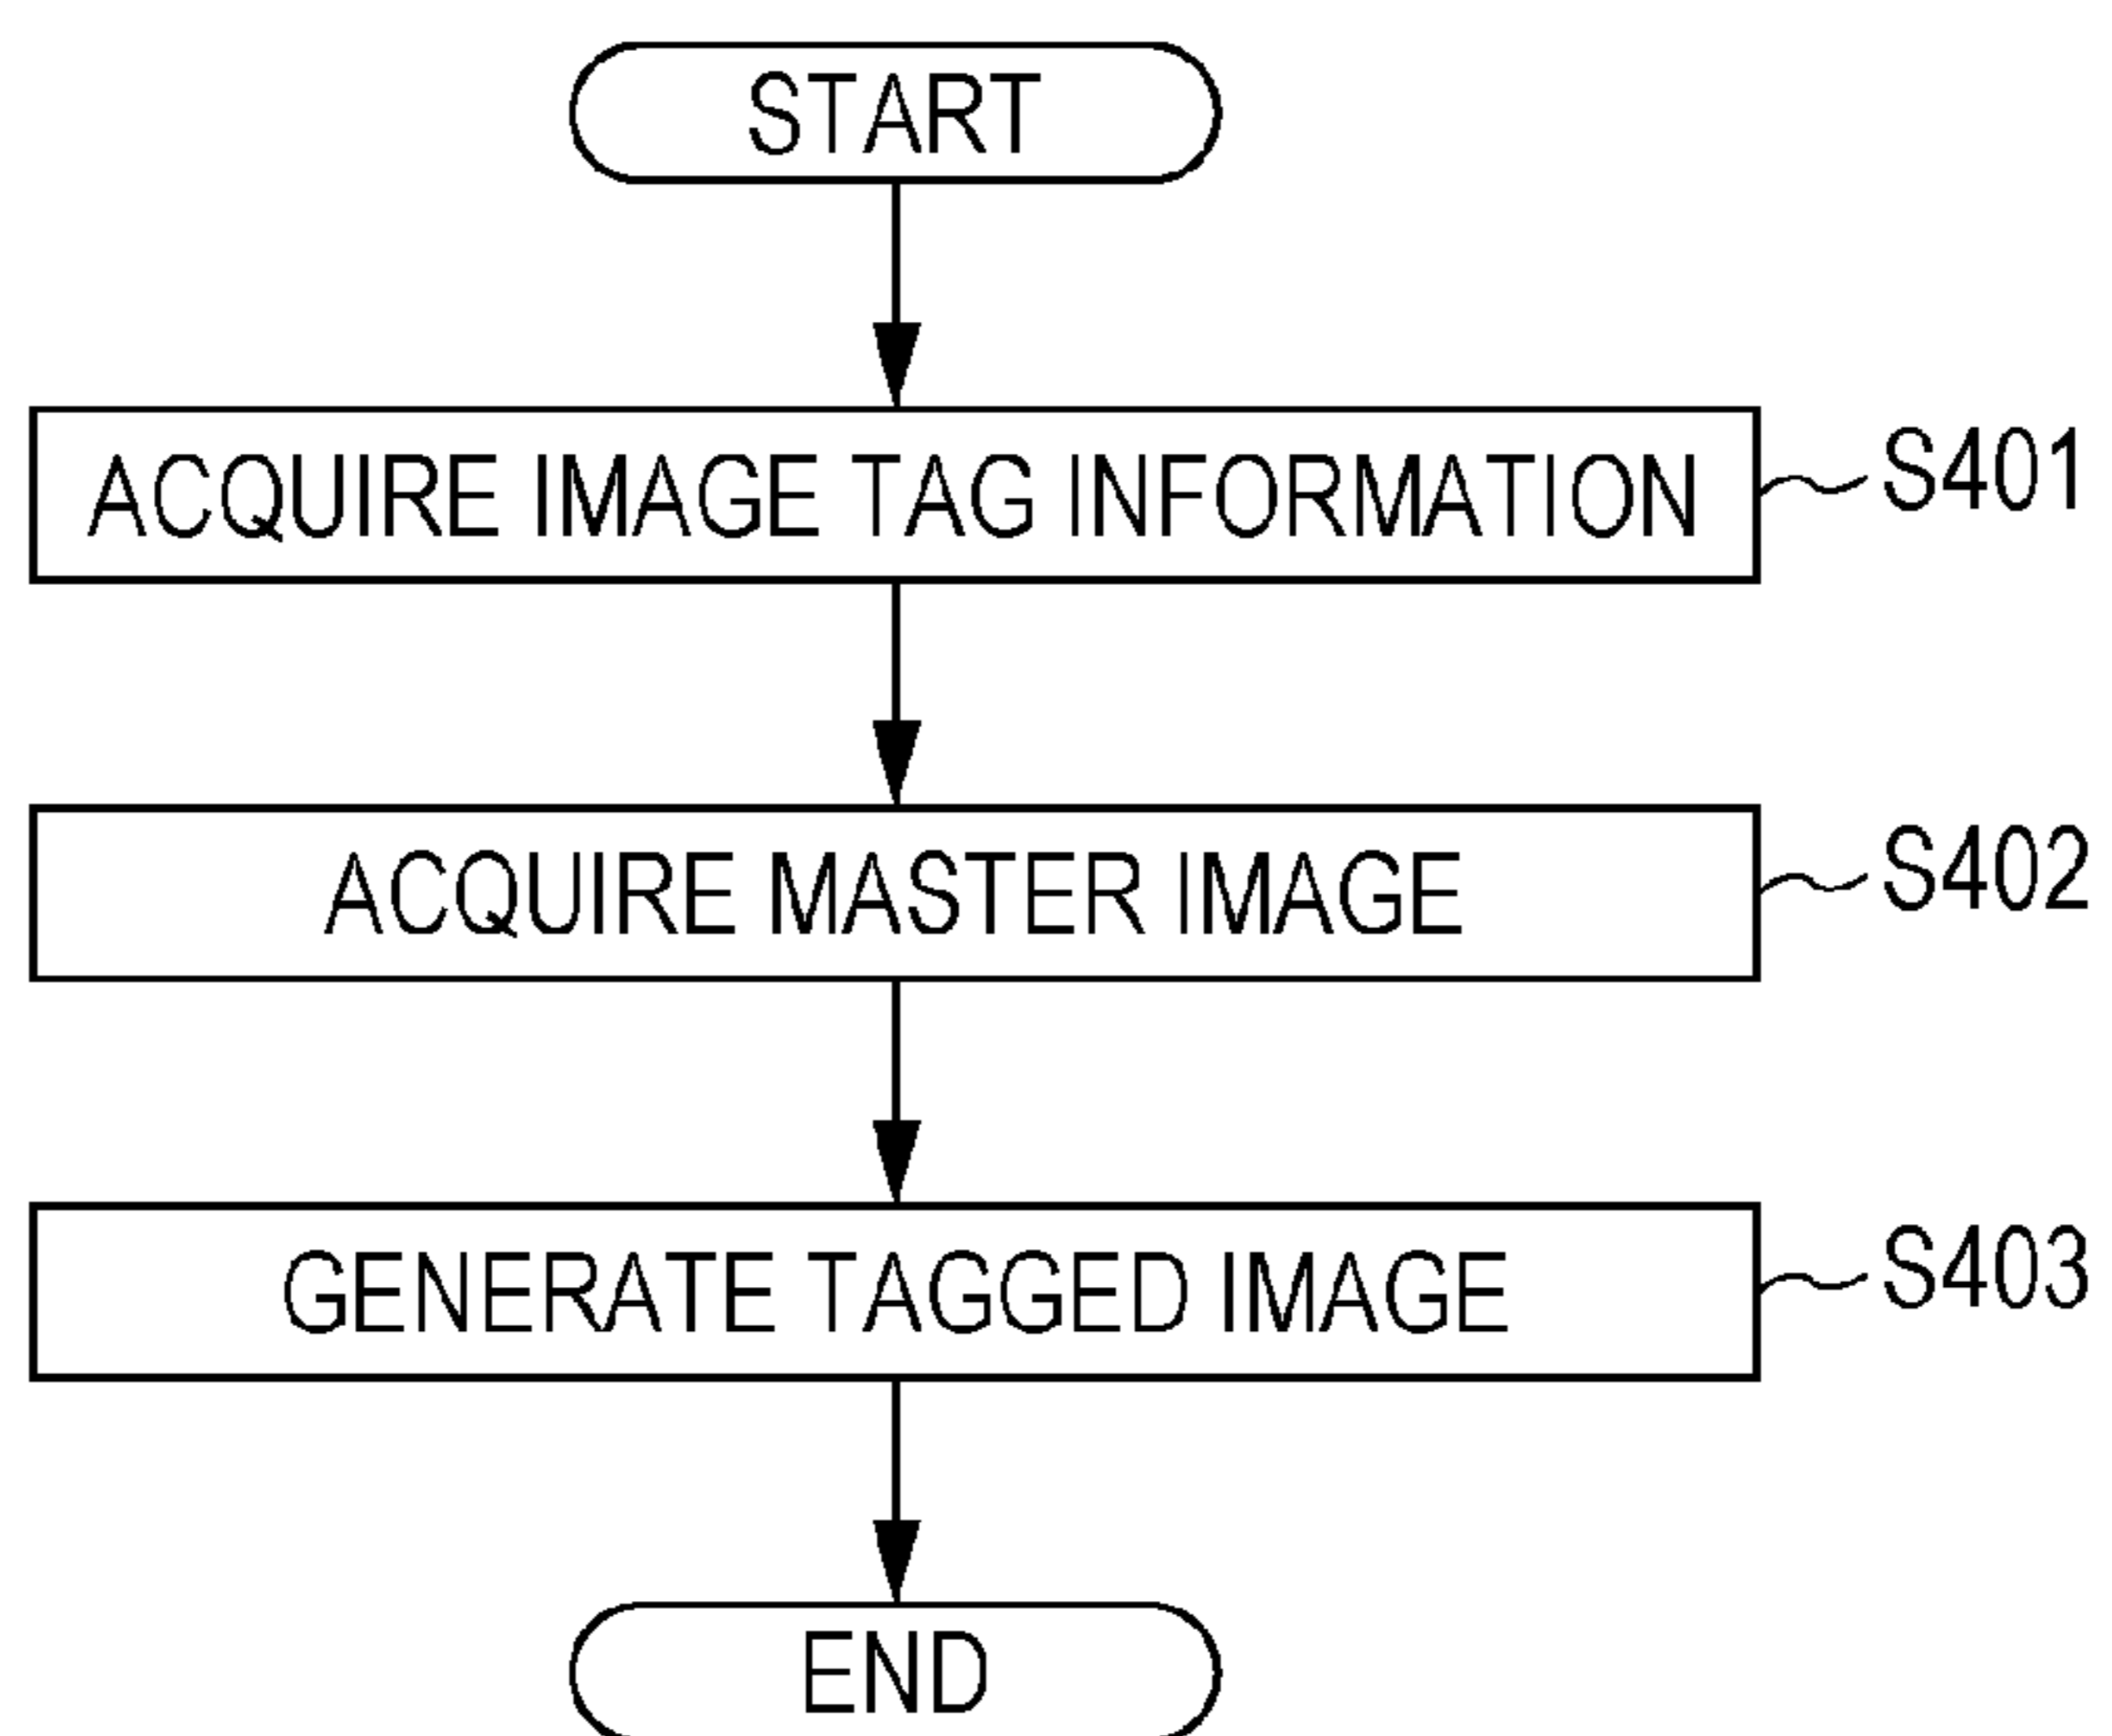 START
ACQUIRE IMAGE TAG INFORMATION S401
ACQUIRE MASTER IMAGE S402
GENERATE TAGGED IMAGE S403
END